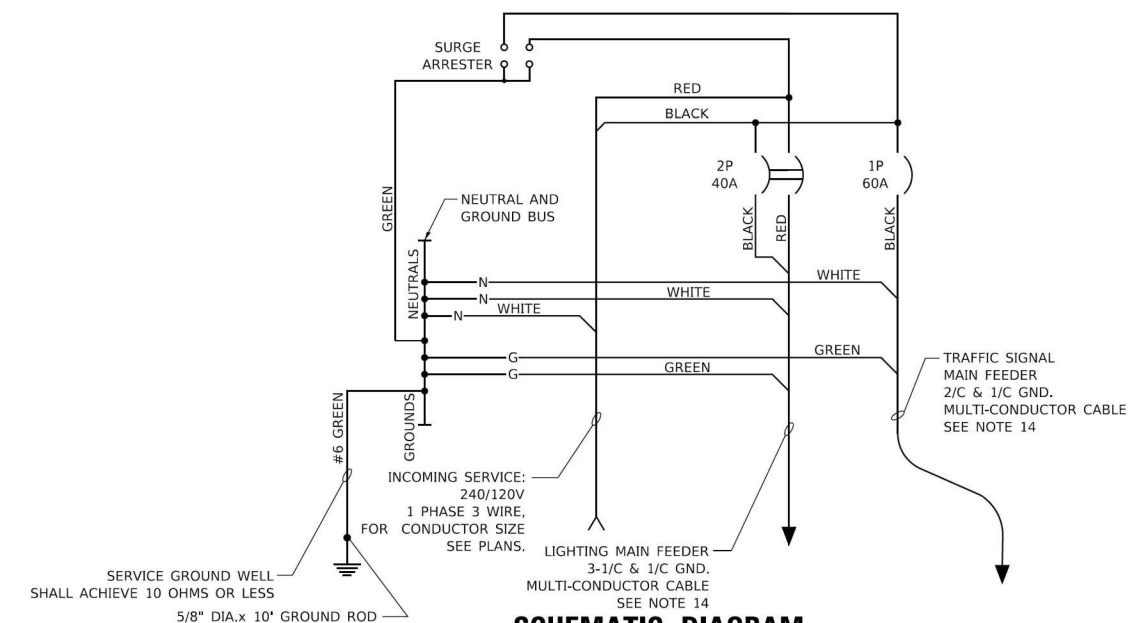 SURGE
ARRESTER
RED
BLACK
2P
40A
1P
60A
GREEN
NEUTRAL AND
GROUND BUS
BLACK
RED
BLACK
NEUTRALS
N
WHITE
N
WHITE
N
WHITE
G
GREEN
G
GREEN
TRAFFIC SIGNAL
MAIN FEEDER
2/C & 1/C GND.
MULTI-CONDUCTOR CABLE
SEE NOTE 14
#6 GREEN
GROUNDS
INCOMING SERVICE:
240/120V
1 PHASE 3 WIRE,
FOR CONDUCTOR SIZE
SEE PLANS.
LIGHTING MAIN FEEDER
3-1/C & 1/C GND.
MULTI-CONDUCTOR CABLE
SEE NOTE 14
SERVICE GROUND WELL
SHALL ACHIEVE 10 OHMS OR LESS
5/8" DIA.x 10' GROUND ROD
SCHEMATIC DIAGRAM